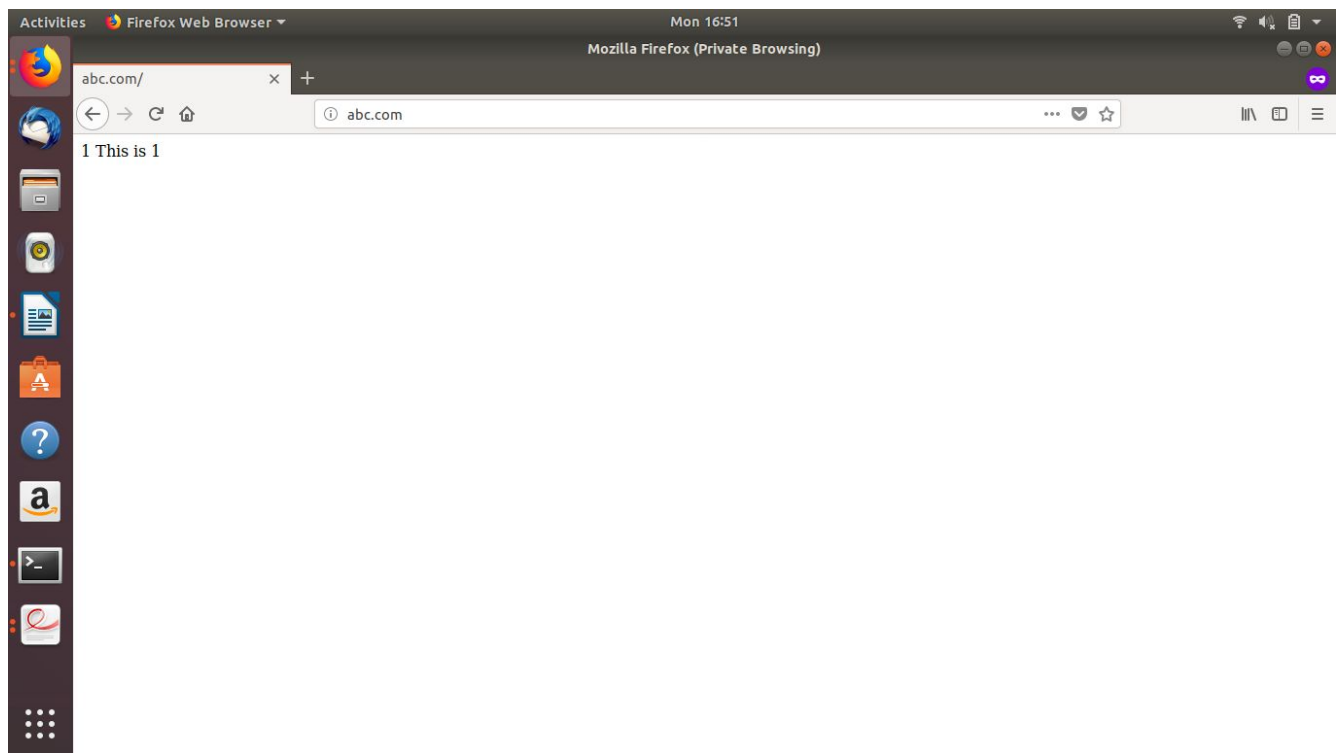 Activities Firefox Web Browser Mon 16:51
Mozilla Firefox (Private Browsing)
abc.com/
abc.com
1 This is 1